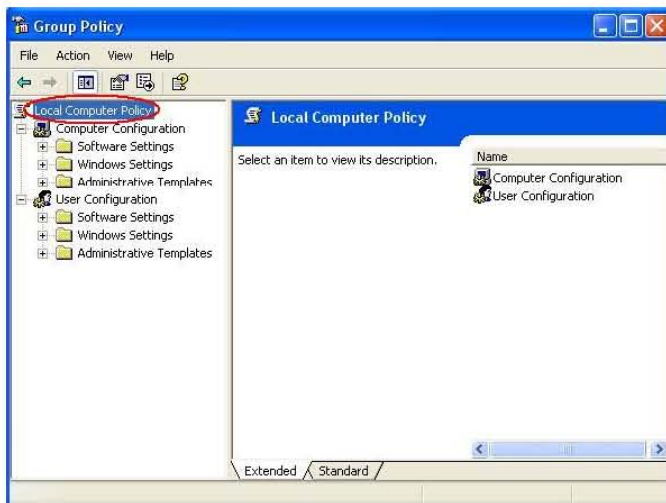 Group Policy
File Action View Help
Local Computer Policy
Computer Configuration
Software Settings
Windows Settings
Administrative Templates
User Configuration
Software Settings
Windows Settings
Administrative Templates
Local Computer Policy
Select an item to view its description.
Name
Computer Configuration
User Configuration
Extended Standard